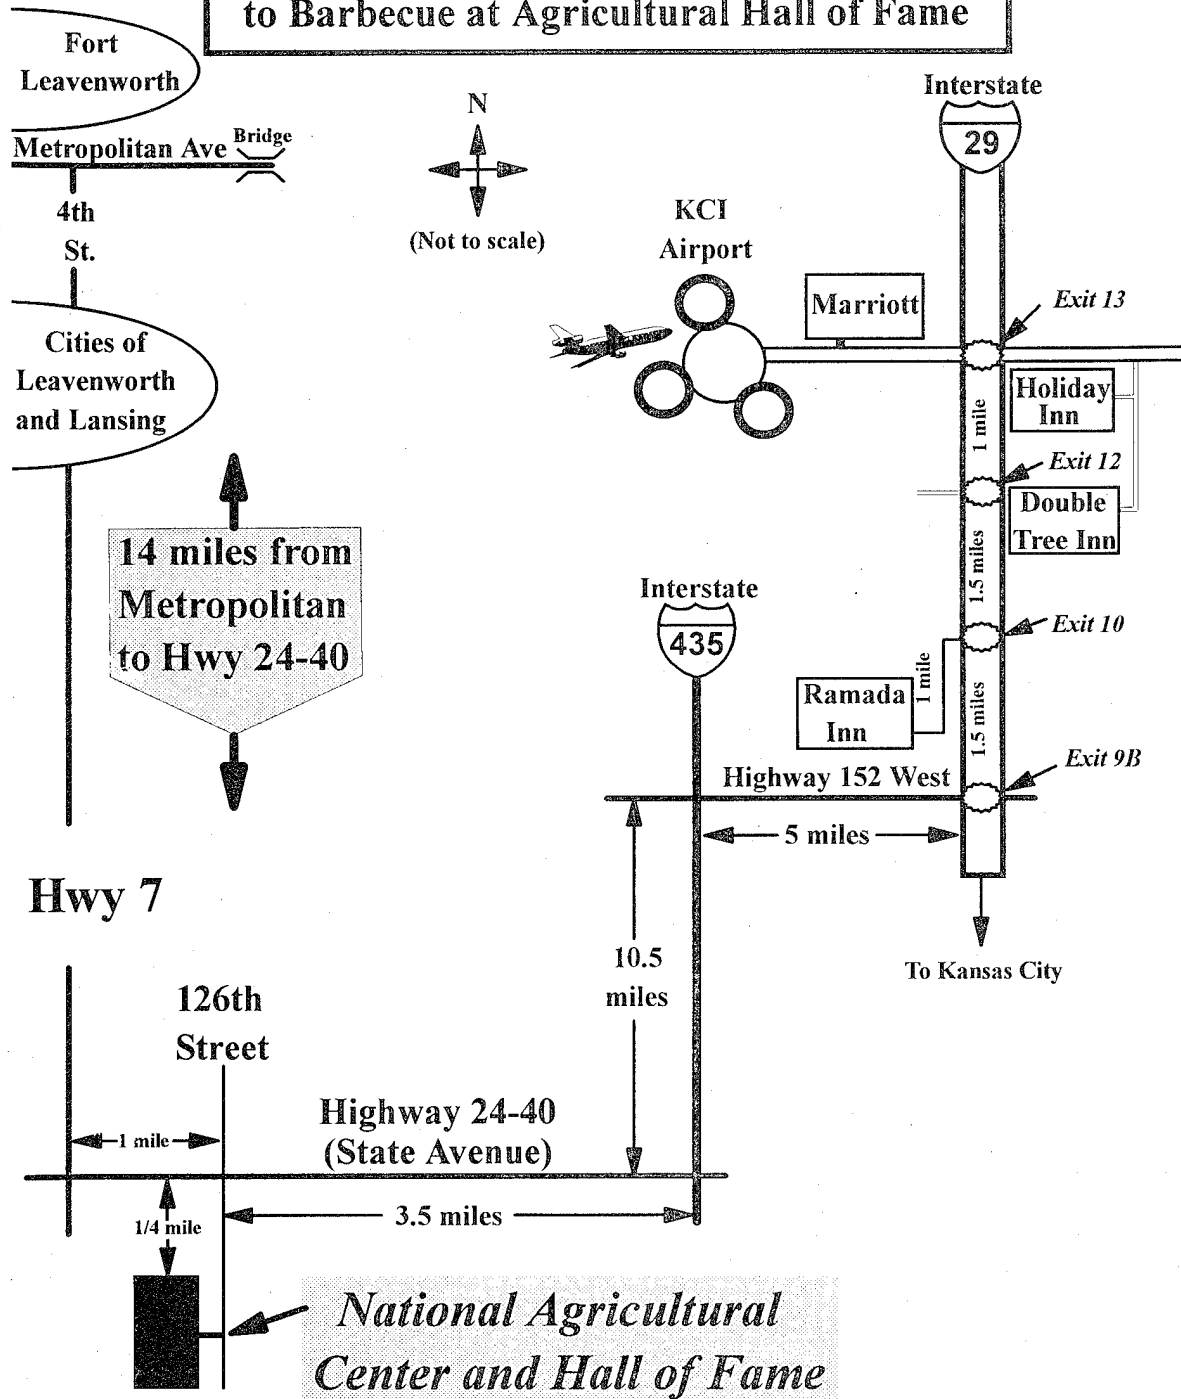 to Barbecue at Agricultural Hall of Fame
Fort
Leavenworth
Metropolitan Ave
Bridge
4th
St.
Cities of
Leavenworth
and Lansing
N
(Not to scale)
KCI
Airport
Marriott
Interstate
29
Exit 13
Holiday
Inn
1 mile
Exit 12
Double
Tree Inn
1.5 miles
Exit 10
1 mile
Ramada
Inn
1.5 miles
Exit 9B
Highway 152 West
5 miles
To Kansas City
Interstate
435
14 miles from
Metropolitan
to Hwy 24-40
Hwy 7
10.5
miles
126th
Street
Highway 24-40
(State Avenue)
1 mile
3.5 miles
1/4 mile
National Agricultural
Center and Hall of Fame